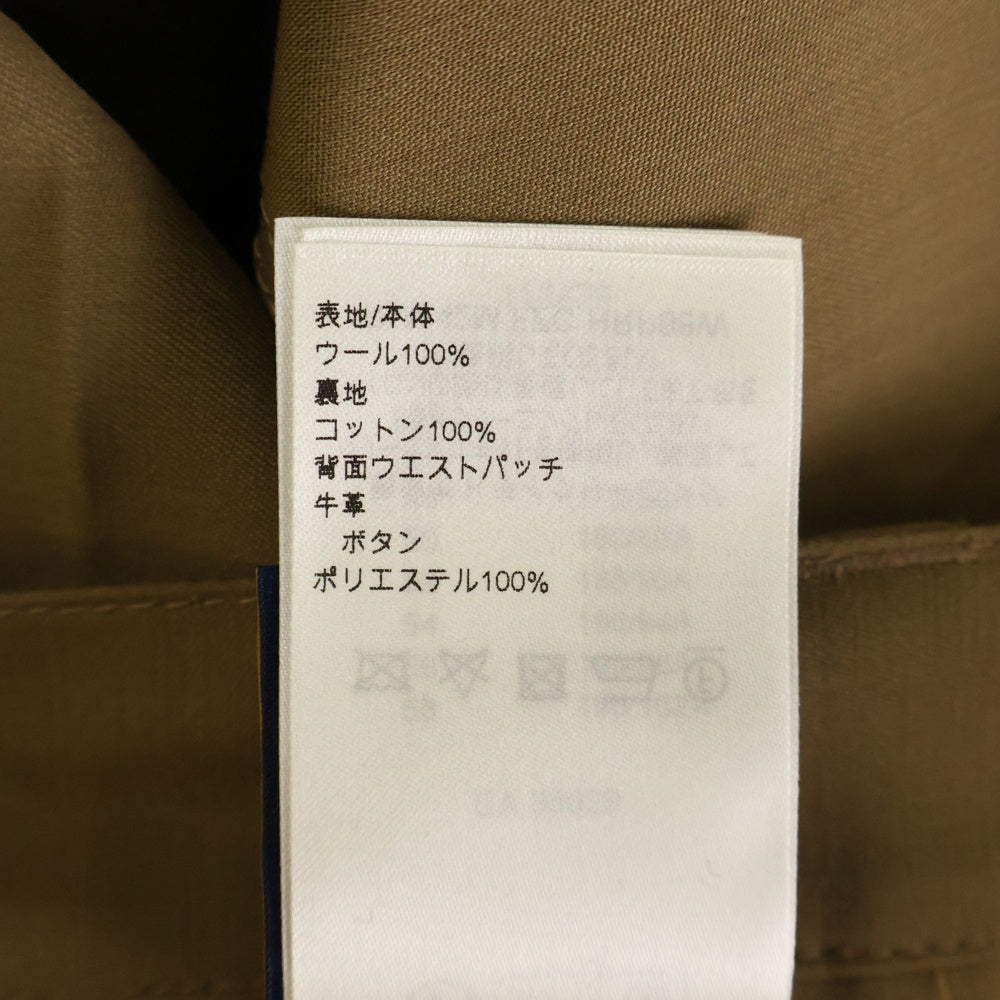 表地/本体
ウール100%
裏地
コットン100%
背面ウエストパッチ
牛革
　ボタン
ポリエステル100%